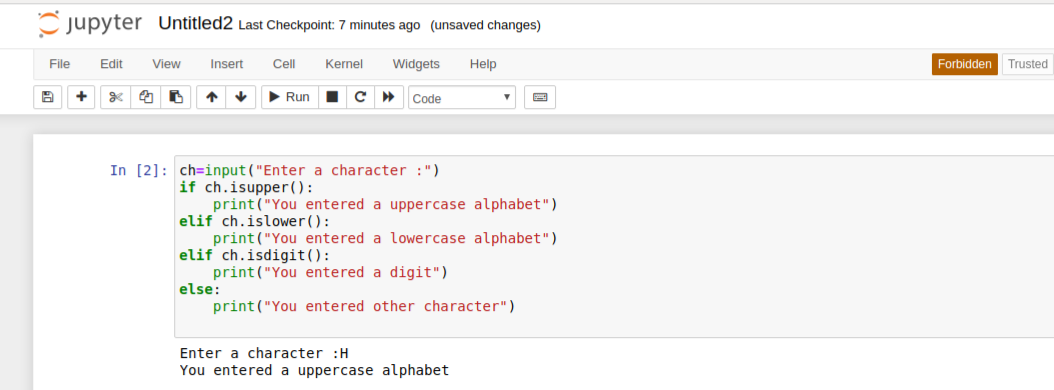 jupyter Untitled2 Last Checkpoint: 7 minutes ago (unsaved changes)
File Edit View Insert Cell Kernel Widgets Help Forbidden Trusted
Run Code
In [2]: ch=input("Enter a character :")
if ch.isupper():
    print("You entered a uppercase alphabet")
elif ch.islower():
    print("You entered a lowercase alphabet")
elif ch.isdigit():
    print("You entered a digit")
else:
    print("You entered other character")
Enter a character :H
You entered a uppercase alphabet